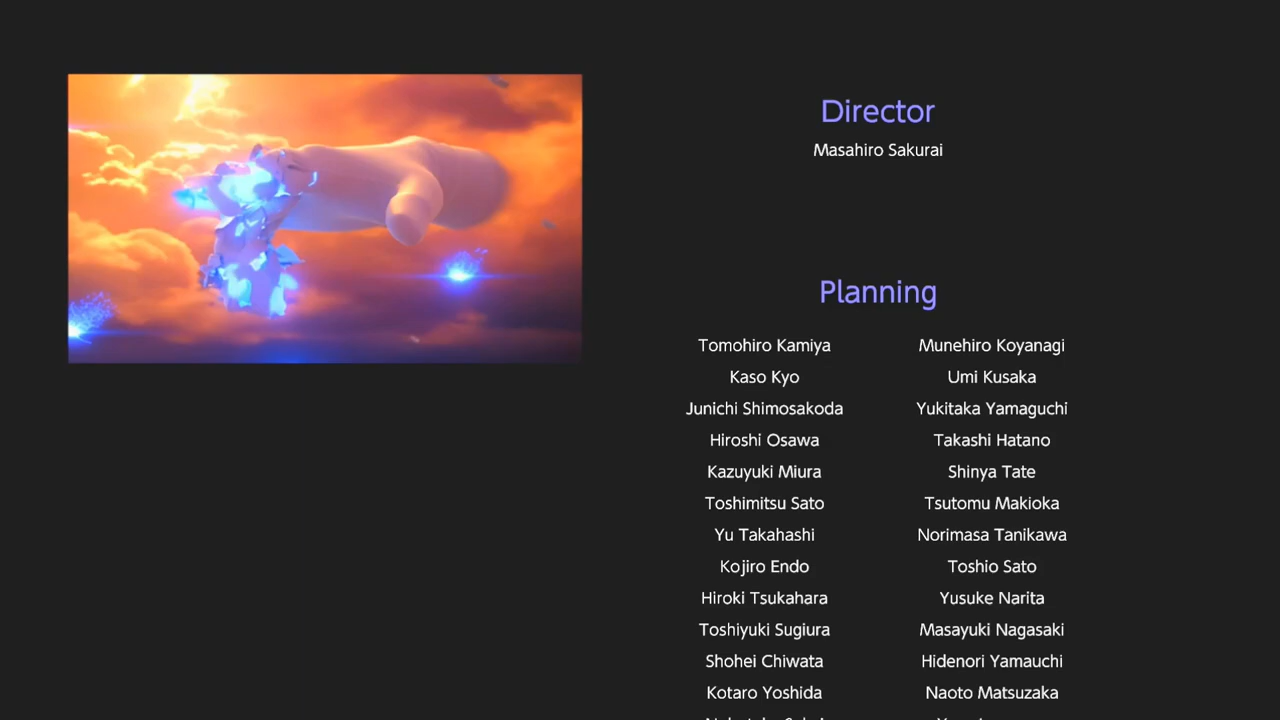 Director
Masahiro Sakurai
Planning
Tomohiro Kamiya Munehiro Koyanagi
Kaso Kyo Umi Kusaka
Junichi Shimosakoda Yukitaka Yamaguchi
Hiroshi Osawa Takashi Hatano
Kazuyuki Miura Shinya Tate
Toshimitsu Sato Tsutomu Makioka
Yu Takahashi Norimasa Tanikawa
Kojiro Endo Toshio Sato
Hiroki Tsukahara Yusuke Narita
Toshiyuki Sugiura Masayuki Nagasaki
Shohei Chiwata Hidenori Yamauchi
Kotaro Yoshida Naoto Matsuzaka